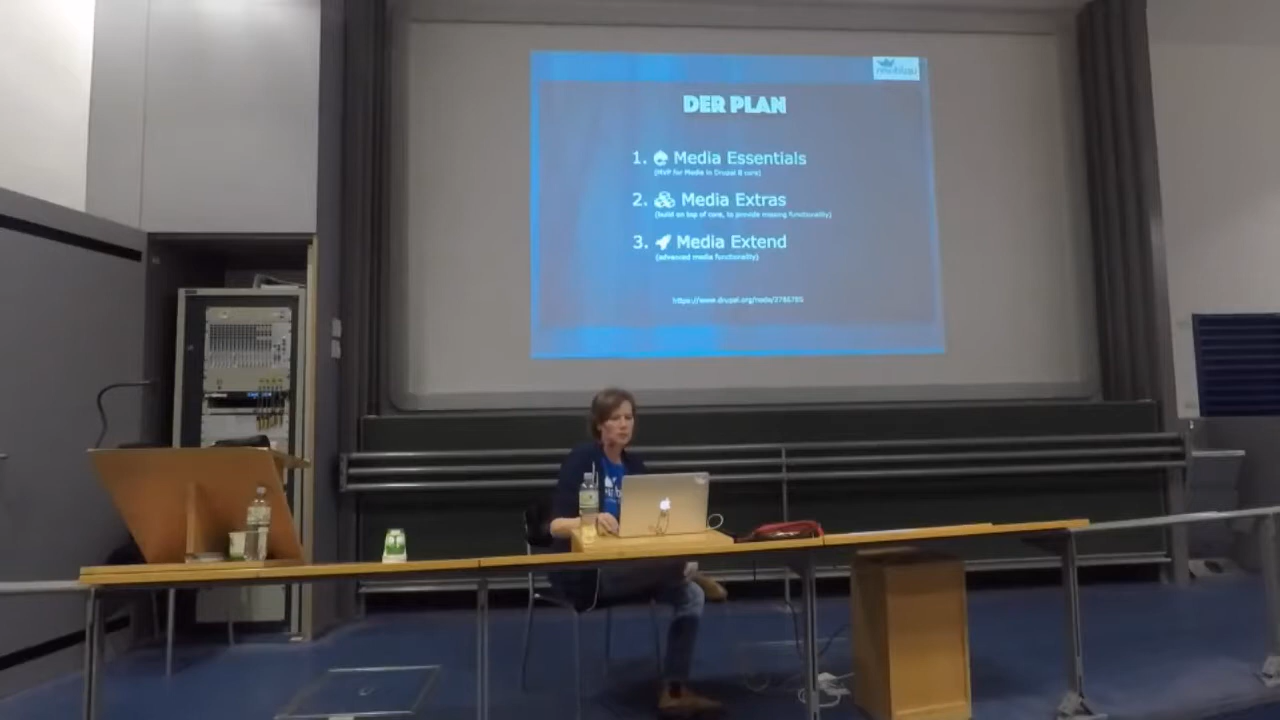 DER PLAN
1. Media Essentials
(MVP for Media in Drupal 8 core)
2. Media Extras
(build on top of core, to provide missing functionality)
3. Media Extend
(advanced media functionality)
https://www.drupal.org/node/2786785